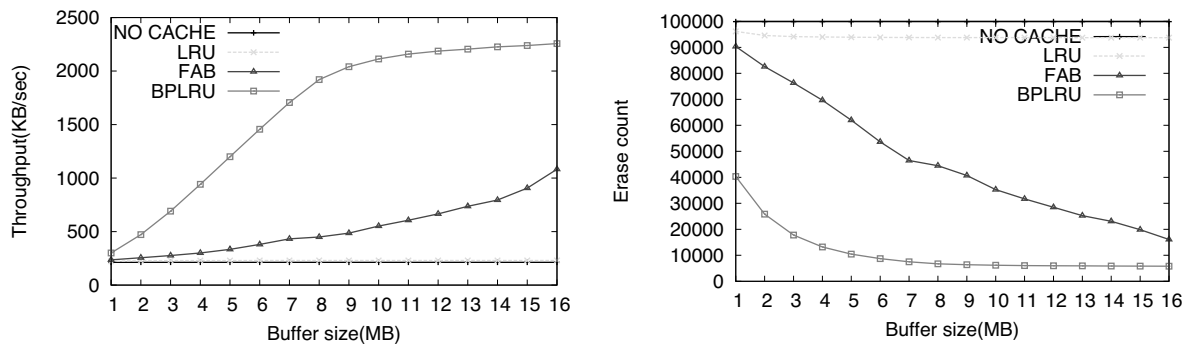 2500
2000
1500
1000
500
0
Throughput(KB/sec)
NO CACHE
LRU
FAB
BPLRU
1 2 3 4 5 6 7 8 9 10 11 12 13 14 15 16
Buffer size(MB)
100000
90000
80000
70000
60000
50000
40000
30000
20000
10000
0
Erase count
NO CACHE
LRU
FAB
BPLRU
1 2 3 4 5 6 7 8 9 10 11 12 13 14 15 16
Buffer size(MB)